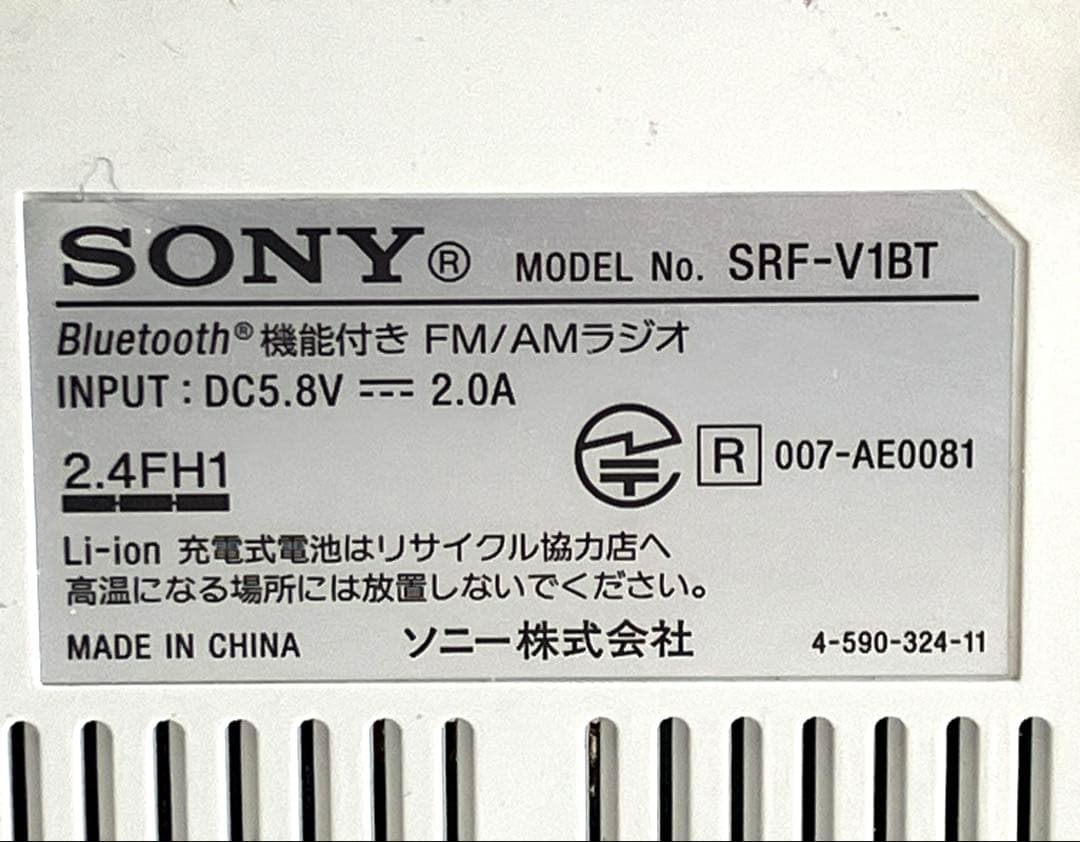 SONY® MODEL No. SRF-V1BT
Bluetooth® 機能付き FM/AMラジオ
INPUT : DC5.8V ⎓ 2.0A
R 007-AE0081
2.4FH1
Li-ion 充電式電池はリサイクル協力店へ
高温になる場所には放置しないでください。
MADE IN CHINA ソニー株式会社 4-590-324-11